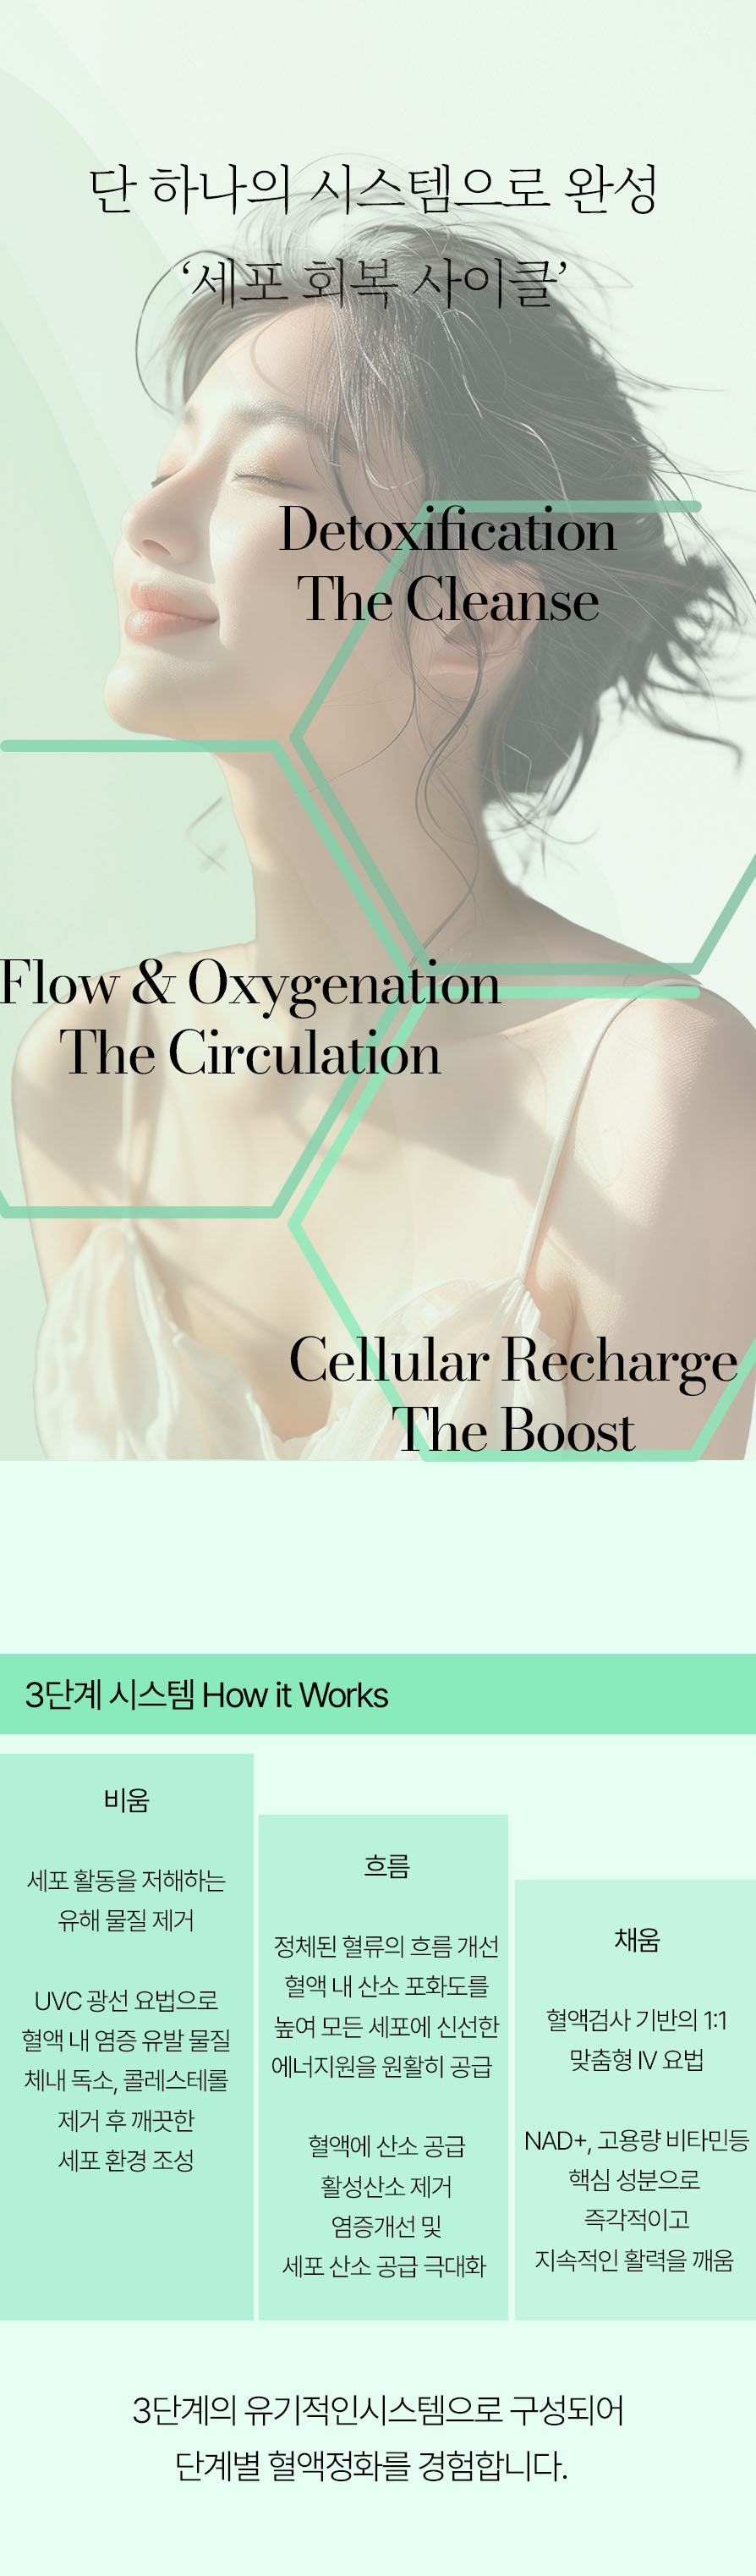 단 하나의 시스템으로 완성
‘세포 회복 사이클’
Detoxification
The Cleanse
Flow & Oxygenation
The Circulation
Cellular Recharge
The Boost
3단계 시스템 How it Works
비움
세포 활동을 저해하는
유해 물질 제거
UVC 광선 요법으로
혈액 내 염증 유발 물질
체내 독소, 콜레스테롤
제거 후 깨끗한
세포 환경 조성
흐름
정체된 혈류의 흐름 개선
혈액 내 산소 포화도를
높여 모든 세포에 신선한
에너지원을 원활히 공급
혈액에 산소 공급
활성산소 제거
염증개선 및
세포 산소 공급 극대화
채움
혈액검사 기반의 1:1
맞춤형 IV 요법
NAD+, 고용량 비타민등
핵심 성분으로
즉각적이고
지속적인 활력을 깨움
3단계의 유기적인시스템으로 구성되어
단계별 혈액정화를 경험합니다.